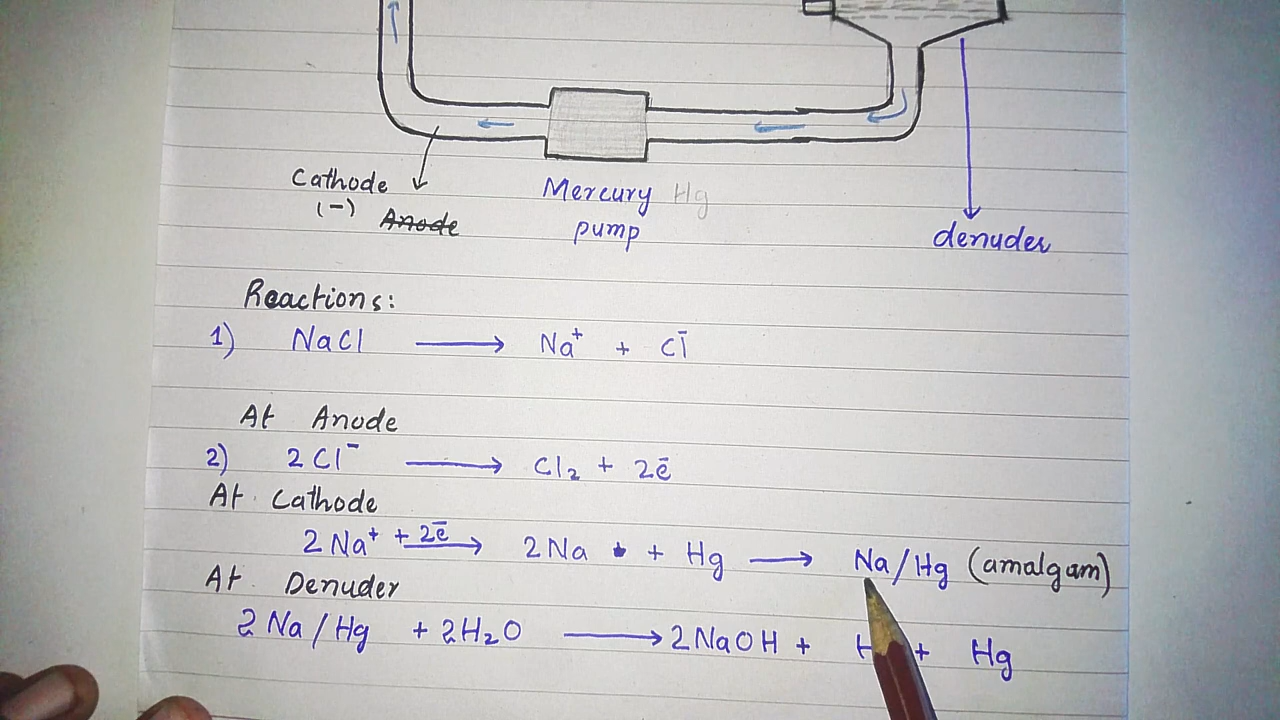 Cathode
(-) Anode
Mercury Hg
pump
denuder
Reactions:
1) NaCl ⟶ Na⁺ + Cl⁻
At Anode
2) 2Cl⁻ ⟶ Cl₂ + 2e⁻
At Cathode
2Na⁺ + 2e⁻ ⟶ 2Na + Hg ⟶ Na/Hg (amalgam)
At Denuder
2Na/Hg + 2H₂O ⟶ 2NaOH + H + Hg